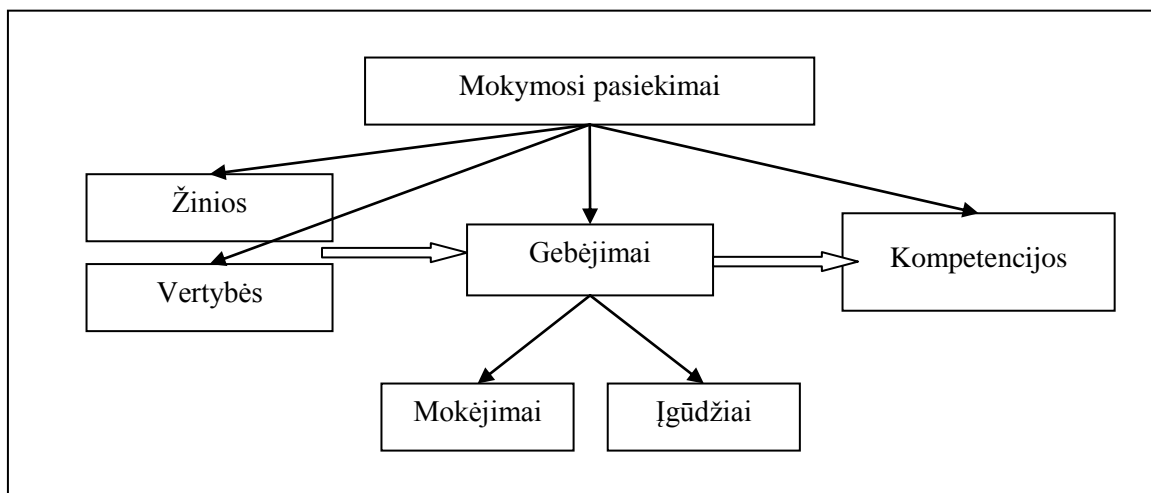 Mokymosi pasiekimai
Žinios
Vertybės
Gebėjimai
Kompetencijos
Mokėjimai
Įgūdžiai